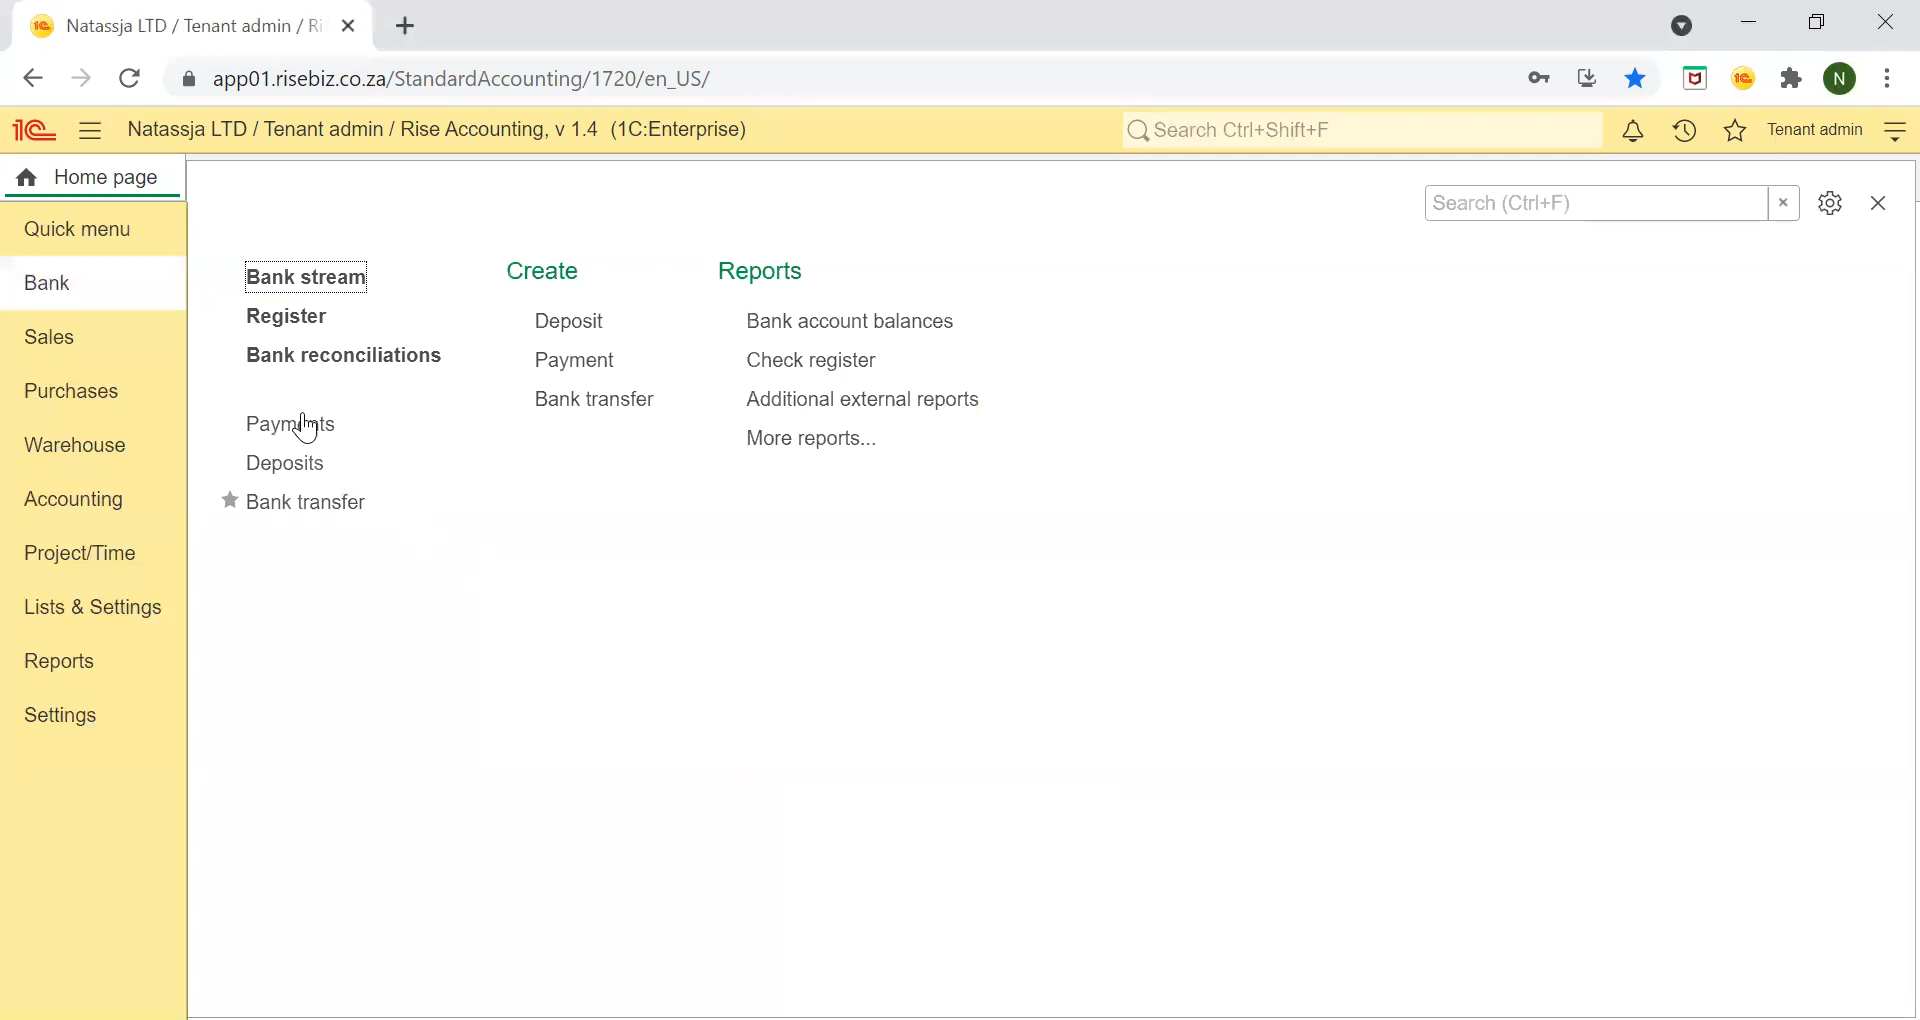 Natassja LTD / Tenant admin / Ri
app01.risebiz.co.za/StandardAccounting/1720/en_US/
N
1C Natassja LTD / Tenant admin / Rise Accounting, v 1.4 (1C:Enterprise)
Search Ctrl+Shift+F
Tenant admin
Home page
Search (Ctrl+F)
Quick menu
Bank
Sales
Purchases
Warehouse
Accounting
Project/Time
Lists & Settings
Reports
Settings
Bank stream
Register
Bank reconciliations
Payments
Deposits
Bank transfer
Create
Deposit
Payment
Bank transfer
Reports
Bank account balances
Check register
Additional external reports
More reports...